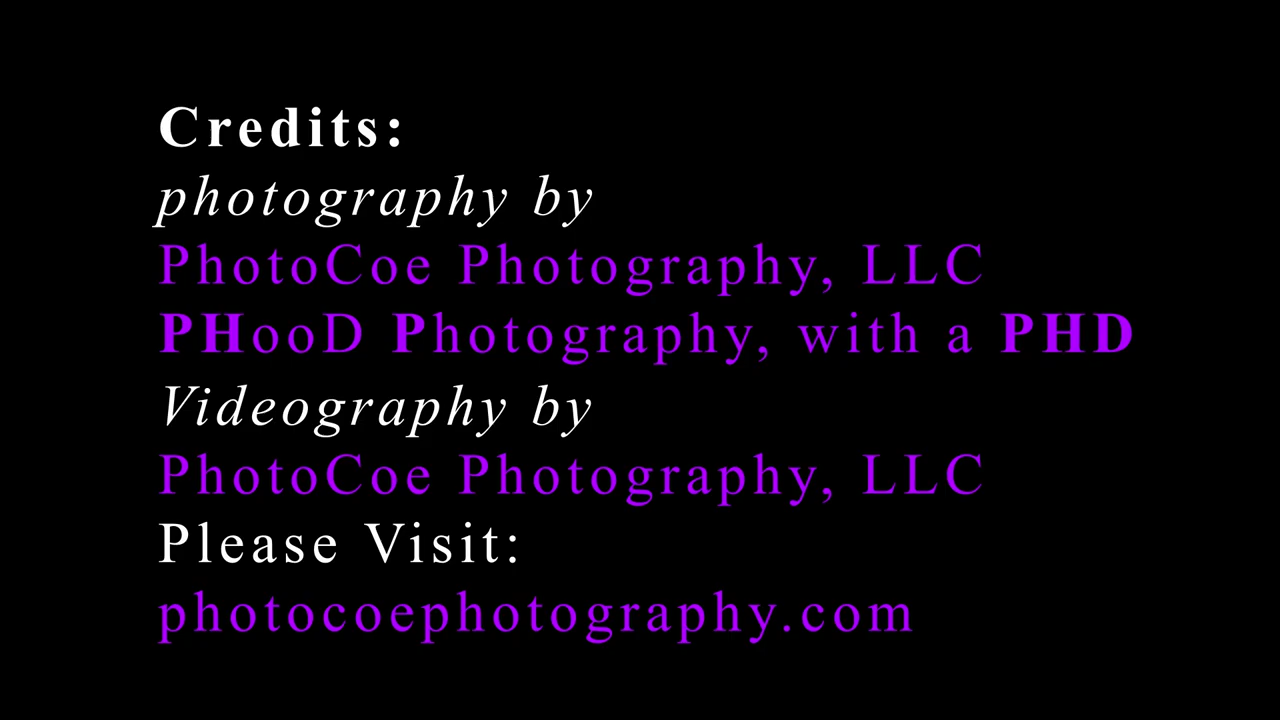 Credits:
photography by
PhotoCoe Photography, LLC
PHooD Photography, with a PHD
Videography by
PhotoCoe Photography, LLC
Please Visit:
photocoephotography.com